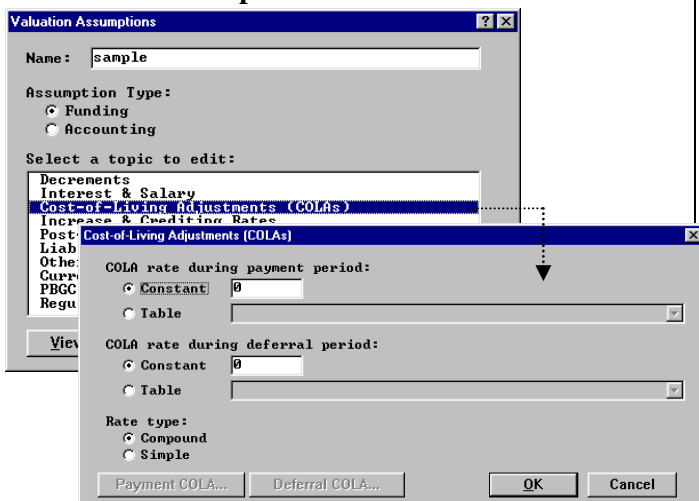 Valuation Assumptions
Name: sample
Assumption Type:
Funding
Accounting
Select a topic to edit:
Decrements
Interest & Salary
Cost-of-Living Adjustments (COLAs)
Increase & Crediting Rates
Post
Liab
Othe
Curr
PBGC
Regu
View
Cost-of-Living Adjustments (COLAs)
COLA rate during payment period:
Constant 0
Table
COLA rate during deferral period:
Constant 0
Table
Rate type:
Compound
Simple
Payment COLA... Deferral COLA... OK Cancel